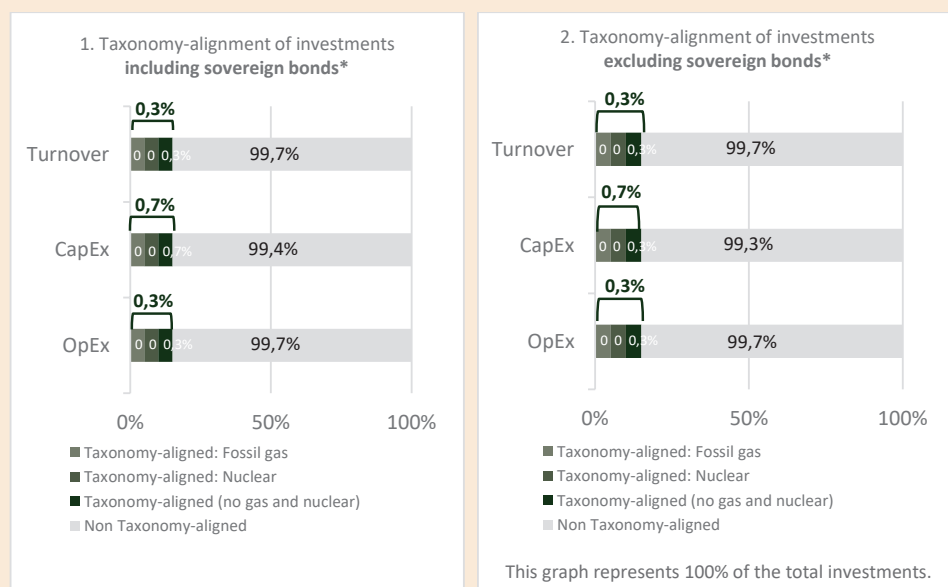 1. Taxonomy-alignment of investments
including sovereign bonds*
0,3%
Turnover 0 0 0,3% 99,7%
0,7%
CapEx 0 0 0,7% 99,4%
0,3%
OpEx 0 0 0,3% 99,7%
0% 50% 100%
Taxonomy-aligned: Fossil gas
Taxonomy-aligned: Nuclear
Taxonomy-aligned (no gas and nuclear)
Non Taxonomy-aligned
2. Taxonomy-alignment of investments
excluding sovereign bonds*
0,3%
Turnover 0 0 0,3% 99,7%
0,7%
CapEx 0 0 0,3% 99,3%
0,3%
OpEx 0 0 0,3% 99,7%
0% 50% 100%
Taxonomy-aligned: Fossil gas
Taxonomy-aligned: Nuclear
Taxonomy-aligned (no gas and nuclear)
Non Taxonomy-aligned
This graph represents 100% of the total investments.